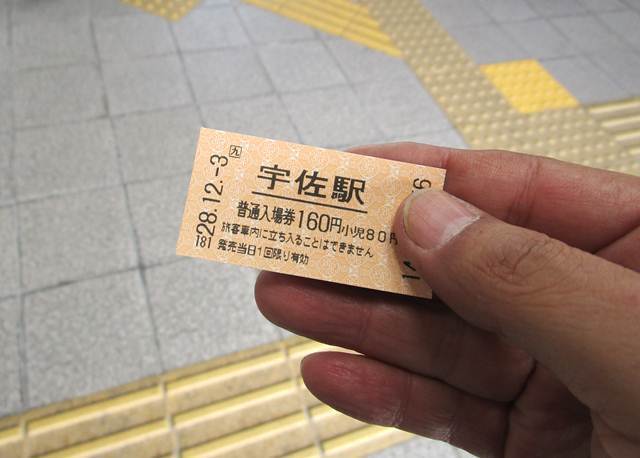 九
宇佐駅
普通入場券160円小児80円
旅客車内に立ち入ることはできません
発売当日1回限り有効
28.12.-3
181